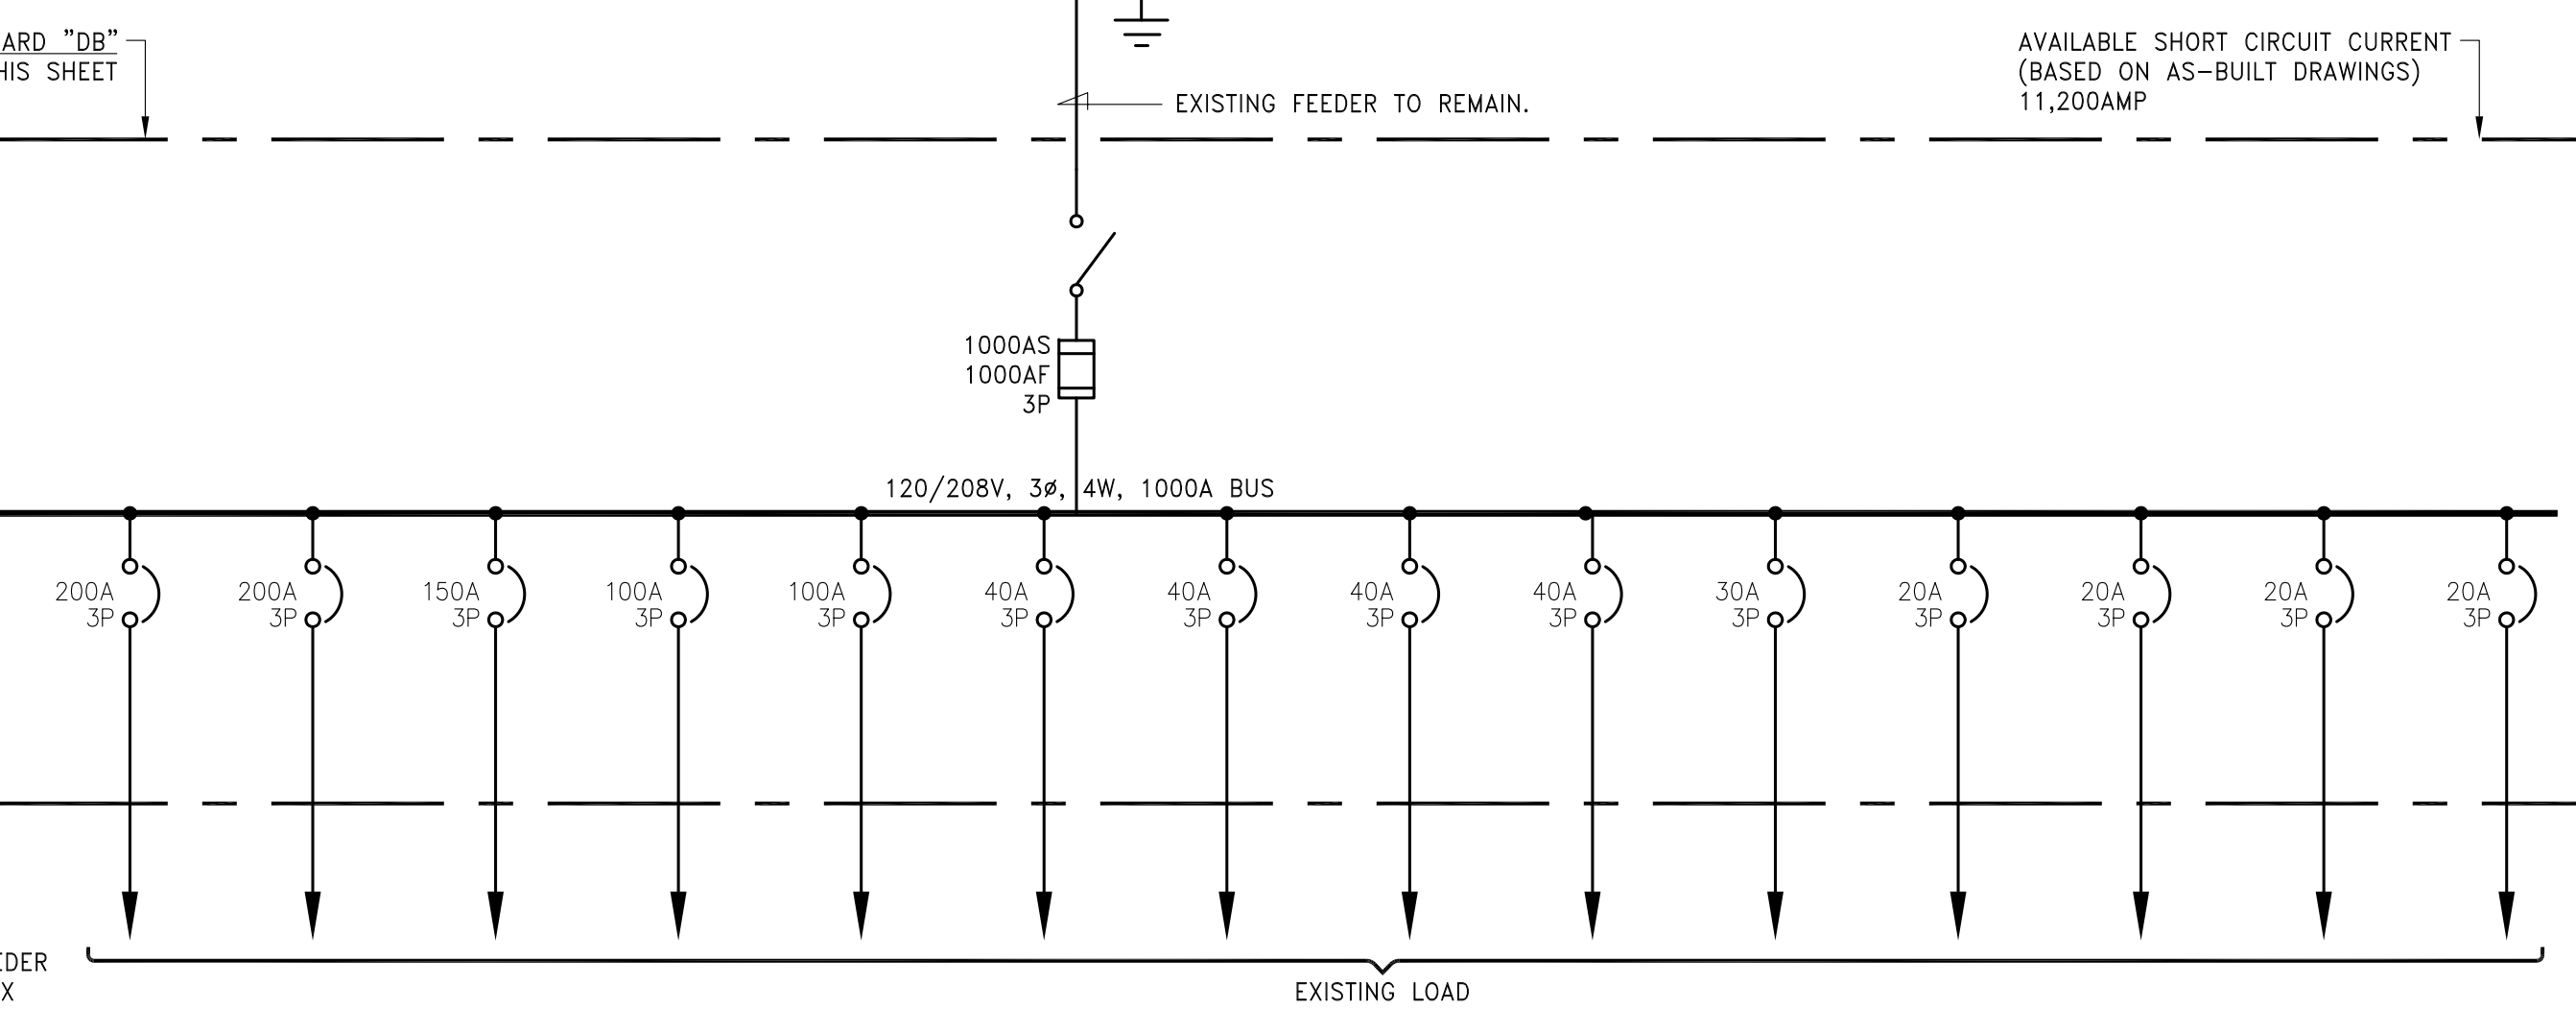 ARD "DB"
HIS SHEET
AVAILABLE SHORT CIRCUIT CURRENT
(BASED ON AS-BUILT DRAWINGS)
11,200AMP
EXISTING FEEDER TO REMAIN.
1000AS
1000AF
3P
120/208V, 3ø, 4W, 1000A BUS
200A
3P
200A
3P
150A
3P
100A
3P
100A
3P
40A
3P
40A
3P
40A
3P
40A
3P
30A
3P
20A
3P
20A
3P
20A
3P
20A
3P
EDER
X
EXISTING LOAD